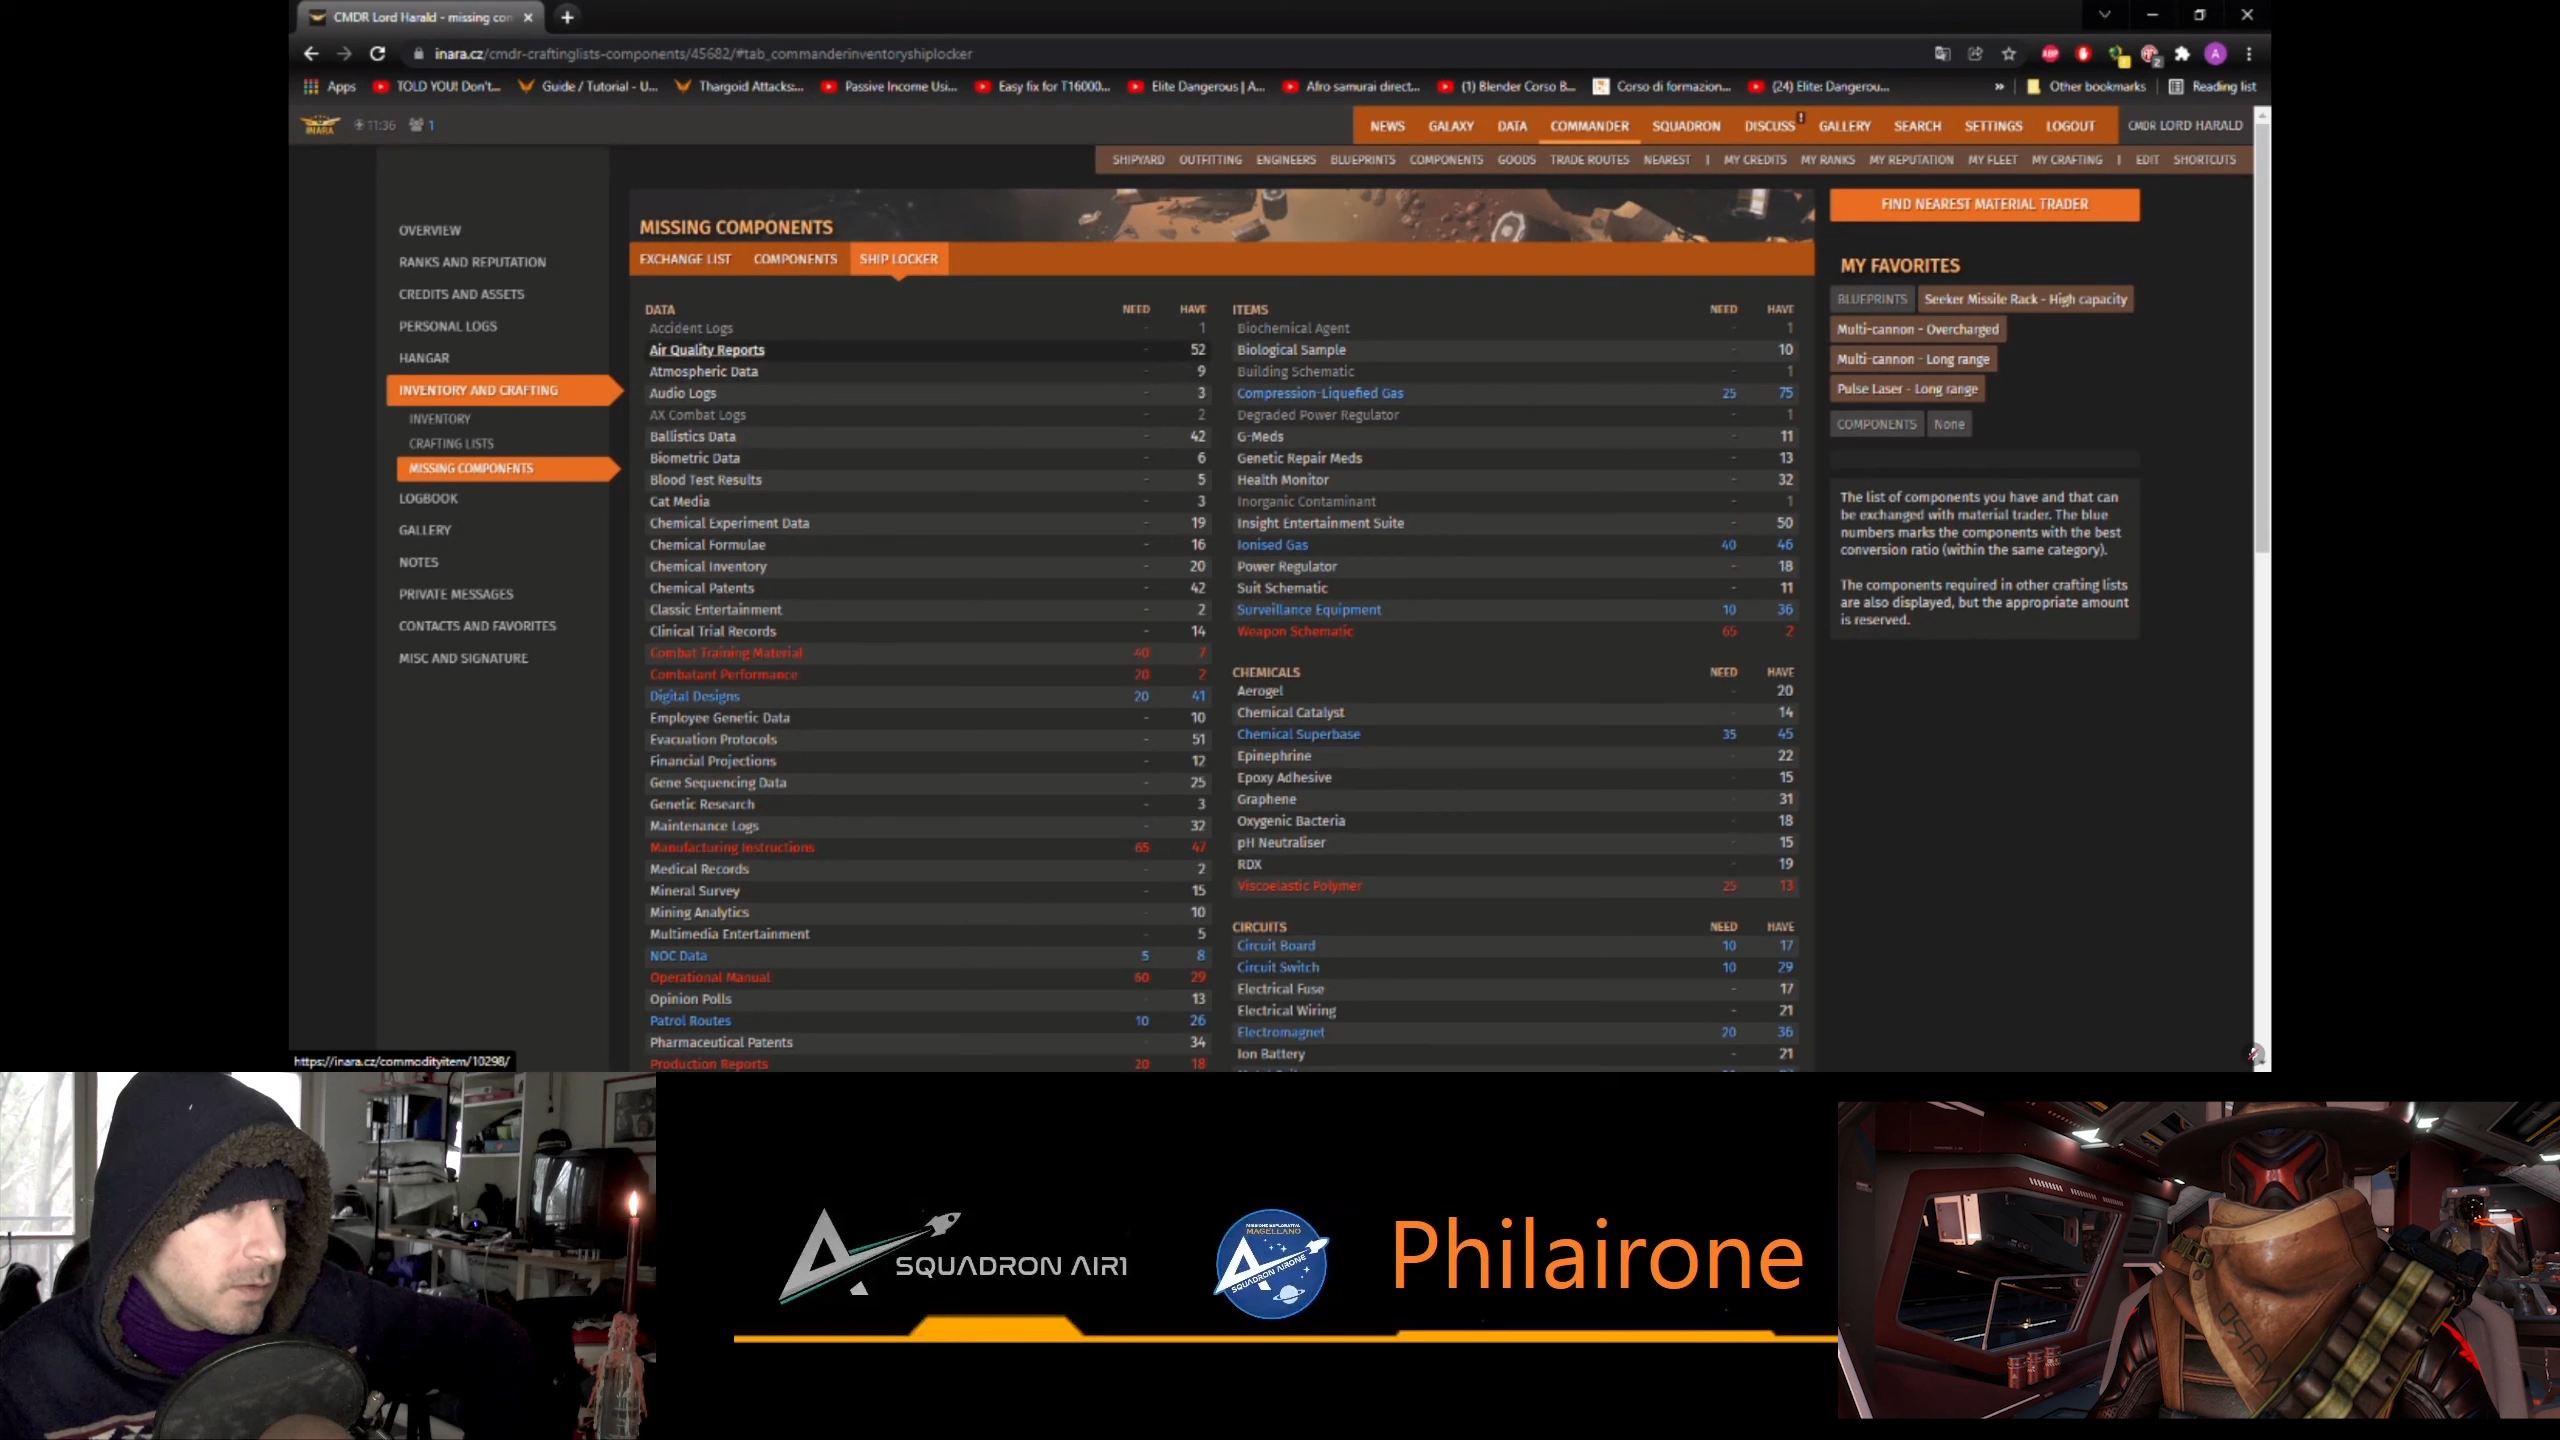 CMDR Lord Harald - missing con
inara.cz/cmdr-craftinglists-components/45682/#tab_commanderinventoryshiplocker
Apps TOLD YOU! Don't... Guide / Tutorial - U... Thargoid Attacks:... Passive Income Usi... Easy fix for T16000... Elite Dangerous | A... Afro samurai direct... (1) Blender Corso B... Corso di formazion... (24) Elite: Dangerou... » Other bookmarks Reading list
INARA 11:36 1 NEWS GALAXY DATA COMMANDER SQUADRON DISCUSS! GALLERY SEARCH SETTINGS LOGOUT CMDR LORD HARALD
SHIPYARD OUTFITTING ENGINEERS BLUEPRINTS COMPONENTS GOODS TRADE ROUTES NEAREST | MY CREDITS MY RANKS MY REPUTATION MY FLEET MY CRAFTING | EDIT SHORTCUTS
OVERVIEW
RANKS AND REPUTATION
CREDITS AND ASSETS
PERSONAL LOGS
HANGAR
INVENTORY AND CRAFTING
INVENTORY
CRAFTING LISTS
MISSING COMPONENTS
LOGBOOK
GALLERY
NOTES
PRIVATE MESSAGES
CONTACTS AND FAVORITES
MISC AND SIGNATURE
MISSING COMPONENTS
EXCHANGE LIST COMPONENTS SHIP LOCKER
DATA NEED HAVE
Accident Logs - 1
Air Quality Reports - 52
Atmospheric Data - 9
Audio Logs - 3
AX Combat Logs - 2
Ballistics Data - 42
Biometric Data - 6
Blood Test Results - 5
Cat Media - 3
Chemical Experiment Data - 19
Chemical Formulae - 16
Chemical Inventory - 20
Chemical Patents - 42
Classic Entertainment - 2
Clinical Trial Records - 14
Combat Training Material 40 7
Combatant Performance 20 2
Digital Designs 20 41
Employee Genetic Data - 10
Evacuation Protocols - 51
Financial Projections - 12
Gene Sequencing Data - 25
Genetic Research - 3
Maintenance Logs - 32
Manufacturing Instructions 65 47
Medical Records - 2
Mineral Survey - 15
Mining Analytics - 10
Multimedia Entertainment - 5
NOC Data 5 8
Operational Manual 60 29
Opinion Polls - 13
Patrol Routes 10 26
Pharmaceutical Patents - 34
Production Reports 20 18
ITEMS NEED HAVE
Biochemical Agent - 1
Biological Sample - 10
Building Schematic - 1
Compression-Liquefied Gas 25 75
Degraded Power Regulator - 1
G-Meds - 11
Genetic Repair Meds - 13
Health Monitor - 32
Inorganic Contaminant - 1
Insight Entertainment Suite - 50
Ionised Gas 40 46
Power Regulator - 18
Suit Schematic - 11
Surveillance Equipment 10 36
Weapon Schematic 65 2
CHEMICALS NEED HAVE
Aerogel - 20
Chemical Catalyst - 14
Chemical Superbase 35 45
Epinephrine - 22
Epoxy Adhesive - 15
Graphene - 31
Oxygenic Bacteria - 18
pH Neutraliser - 15
RDX - 19
Viscoelastic Polymer 25 13
CIRCUITS NEED HAVE
Circuit Board 10 17
Circuit Switch 10 29
Electrical Fuse - 17
Electrical Wiring - 21
Electromagnet 20 36
Ion Battery - 21
FIND NEAREST MATERIAL TRADER
MY FAVORITES
BLUEPRINTS Seeker Missile Rack - High capacity
Multi-cannon - Overcharged
Multi-cannon - Long range
Pulse Laser - Long range
COMPONENTS None
The list of components you have and that can
be exchanged with material trader. The blue
numbers marks the components with the best
conversion ratio (within the same category).
The components required in other crafting lists
are also displayed, but the appropriate amount
is reserved.
https://inara.cz/commodityitem/10298/
SQUADRON AIR1
MAGELLANO
SQUADRON AIRONE
Philairone